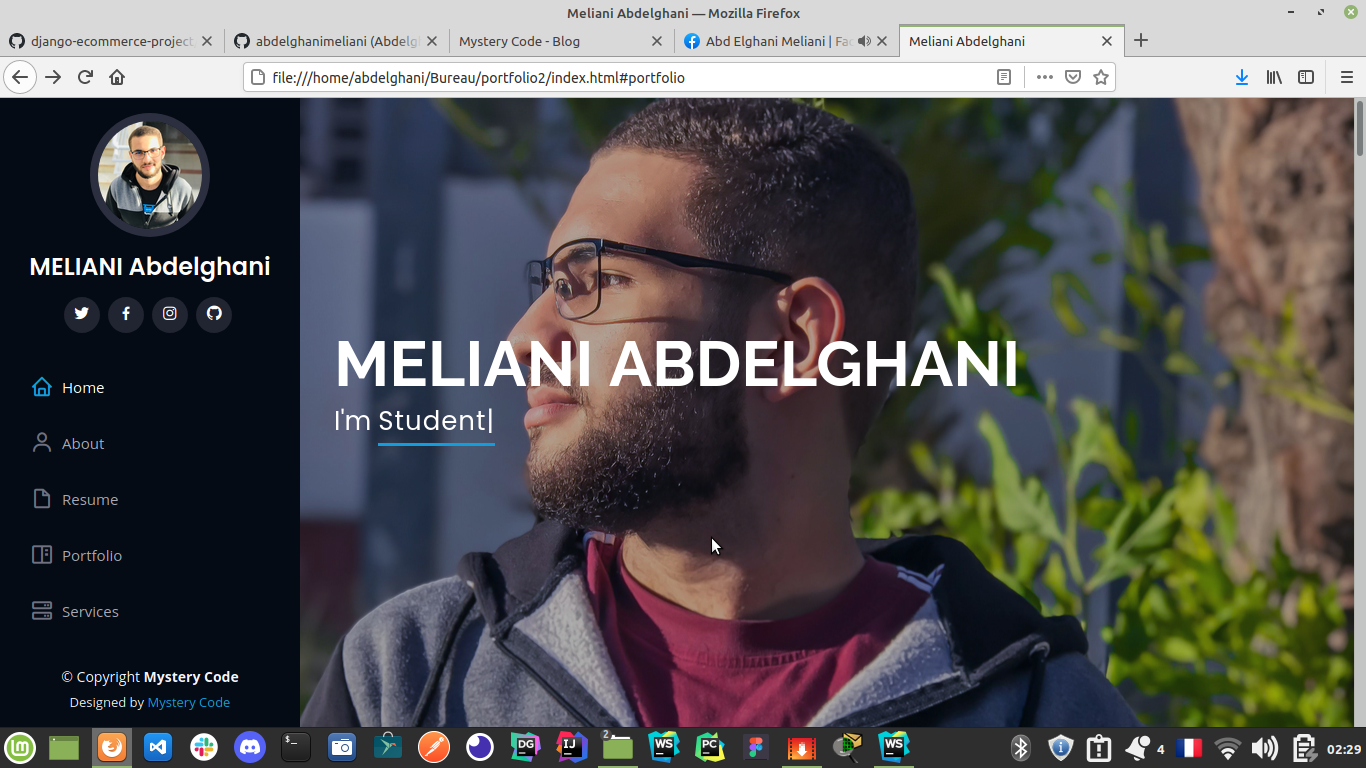 Meliani Abdelghani — Mozilla Firefox
django-ecommerce-project
abdelghanimeliani (Abdelg
Mystery Code - Blog
Abd Elghani Meliani | Fac
Meliani Abdelghani
file:///home/abdelghani/Bureau/portfolio2/index.html#portfolio
MELIANI Abdelghani
Home
About
Resume
Portfolio
Services
© Copyright Mystery Code
Designed by Mystery Code
MELIANI ABDELGHANI
I'm Student|
$_
DG
IJ
2
WS
PC
WS
4
02:29